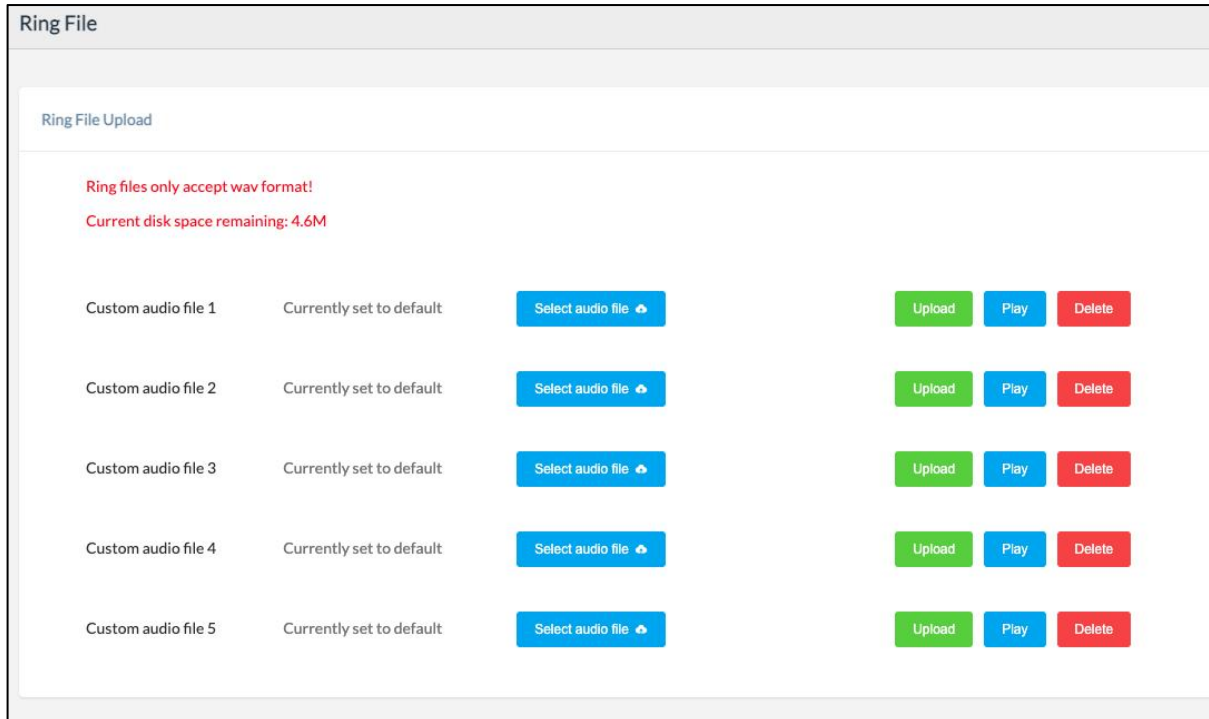 Ring File
Ring File Upload
Ring files only accept wav format!
Current disk space remaining: 4.6M
Custom audio file 1 Currently set to default Select audio file Upload Play Delete
Custom audio file 2 Currently set to default Select audio file Upload Play Delete
Custom audio file 3 Currently set to default Select audio file Upload Play Delete
Custom audio file 4 Currently set to default Select audio file Upload Play Delete
Custom audio file 5 Currently set to default Select audio file Upload Play Delete